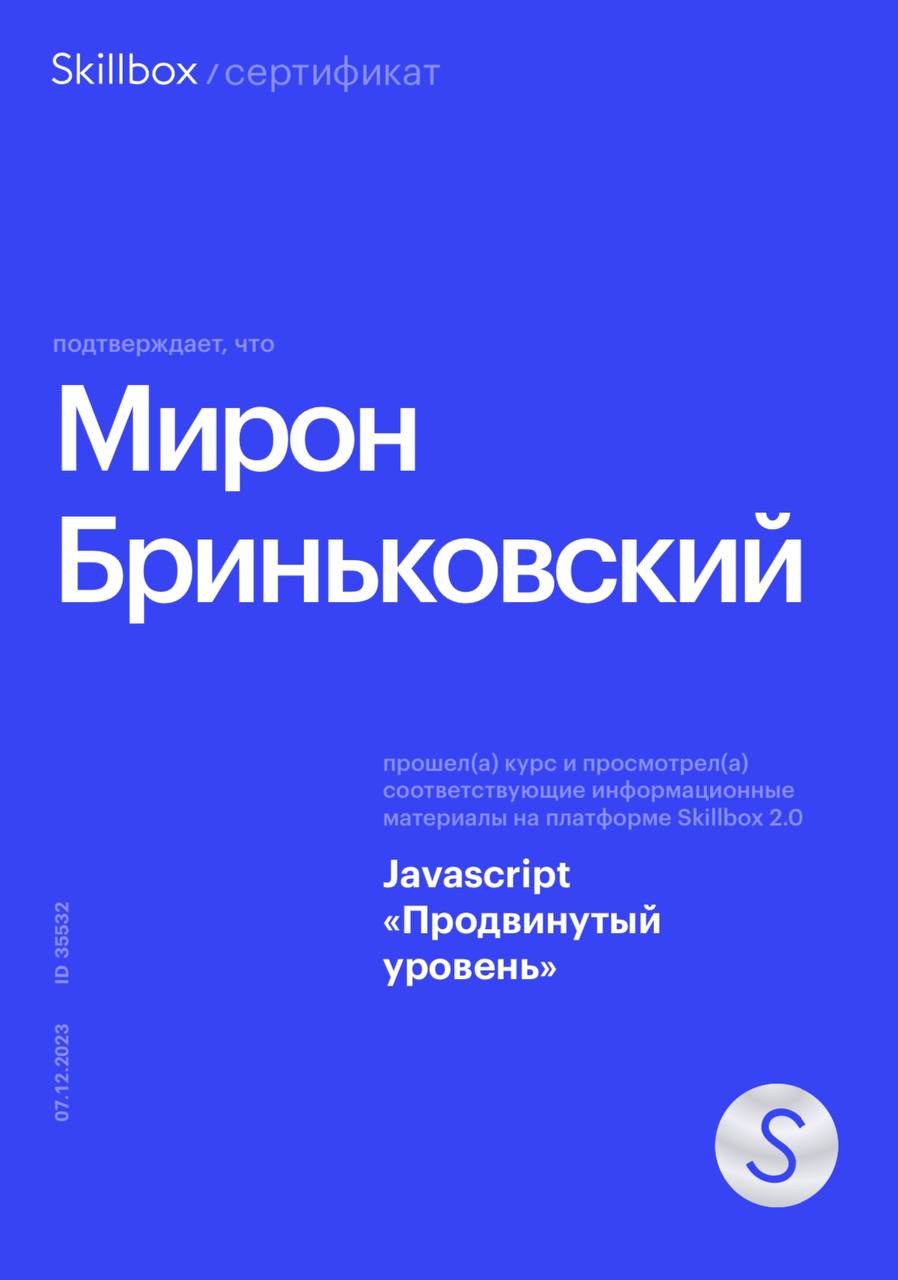 Skillbox / сертификат
подтверждает, что
Мирон
Бриньковский
прошел(а) курс и просмотрел(а)
соответствующие информационные
материалы на платформе Skillbox 2.0
Javascript
«Продвинутый
уровень»
07.12.2023 ID 35532
S